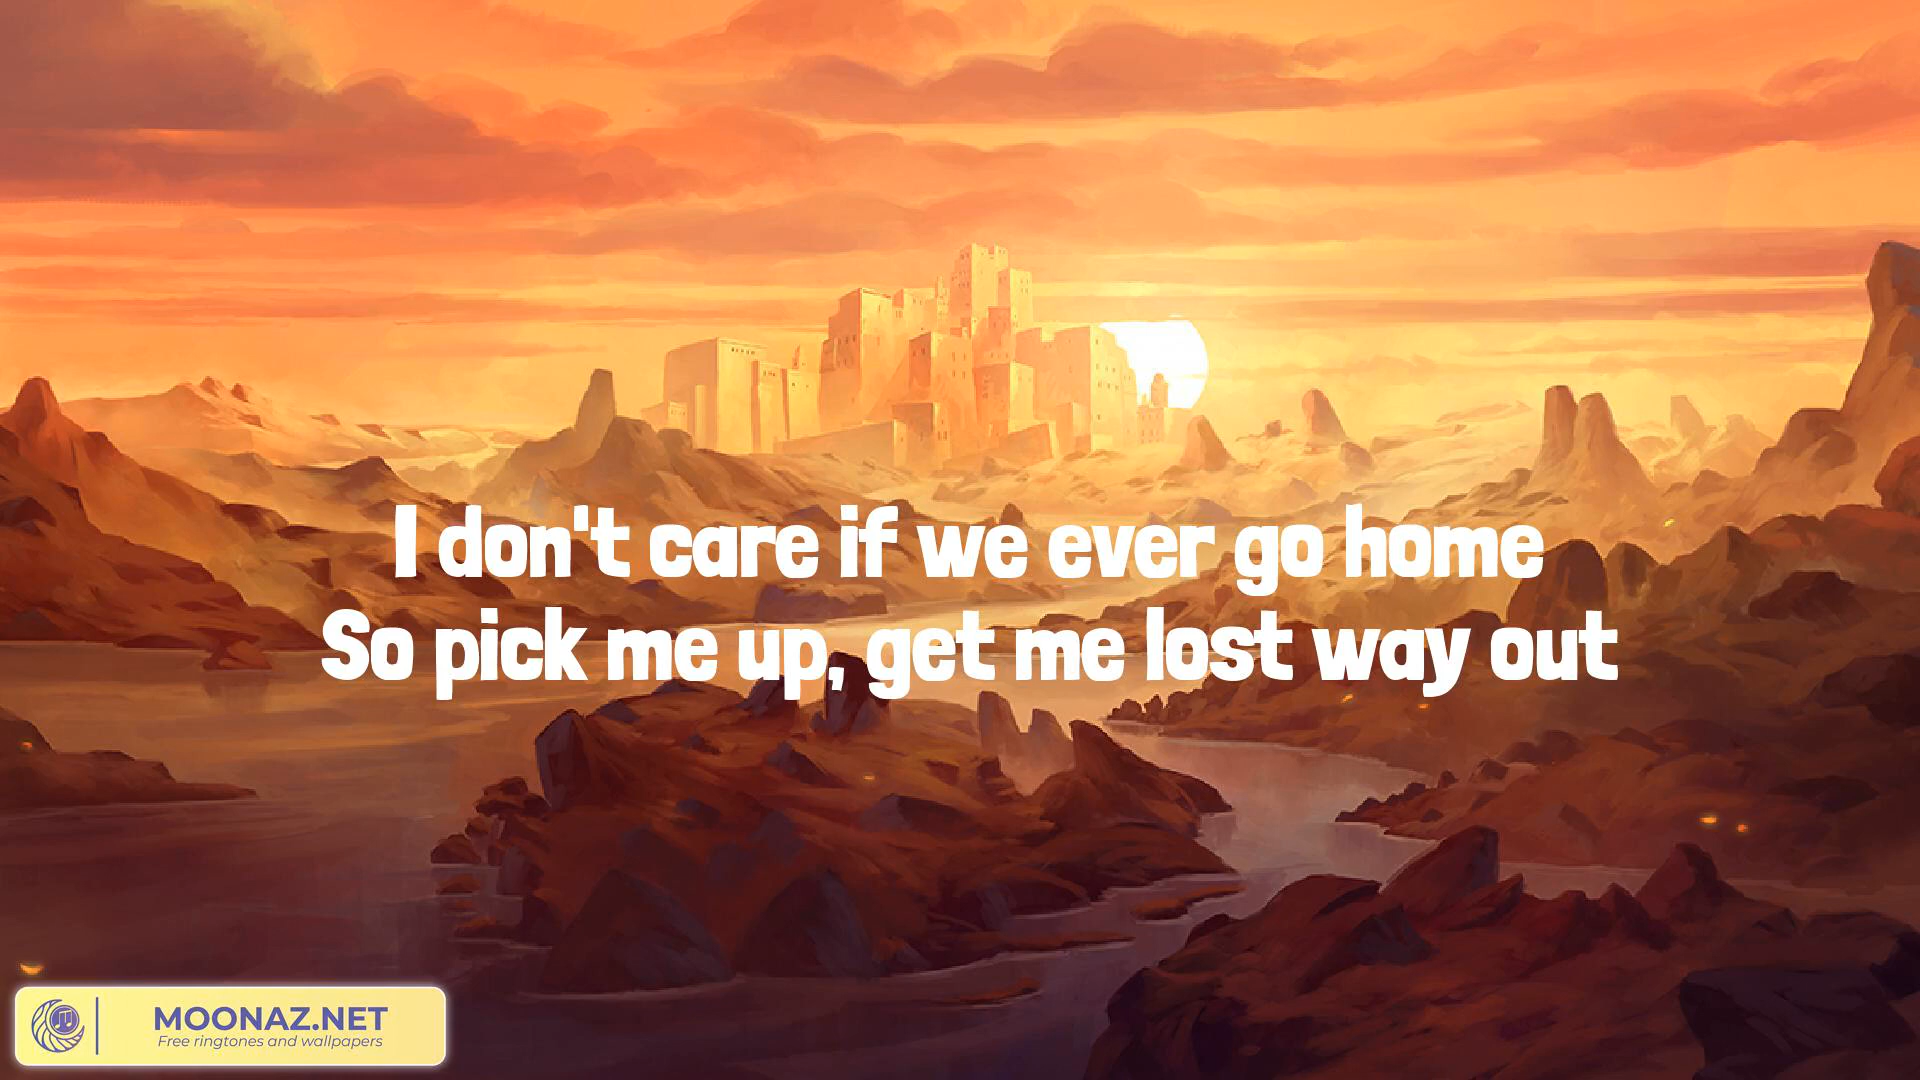 I don't care if we ever go home
So pick me up, get me lost way out
MOONAZ.NET
Free ringtones and wallpapers